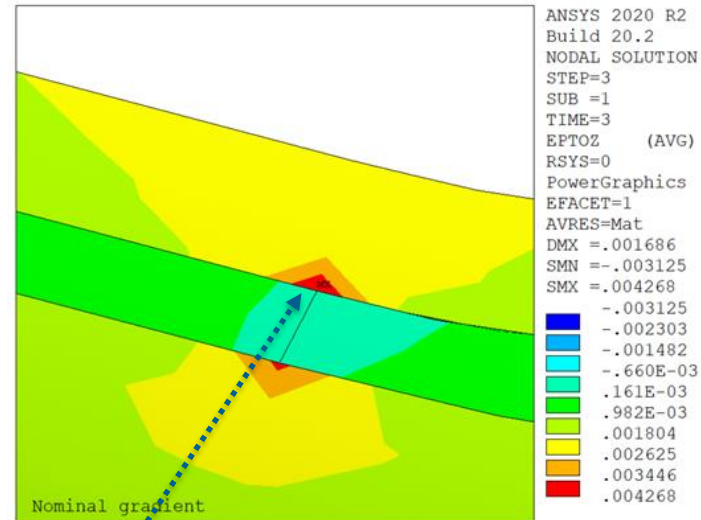 ANSYS 2020 R2
Build 20.2
NODAL SOLUTION
STEP=3
SUB =1
TIME=3
EPTOZ (AVG)
RSYS=0
PowerGraphics
EFACET=1
AVRES=Mat
DMX =.001686
SMN =-.003125
SMX =.004268
-.003125
-.002303
-.001482
-.660E-03
.161E-03
.982E-03
.001804
.002625
.003446
.004268
MX
Nominal gradient